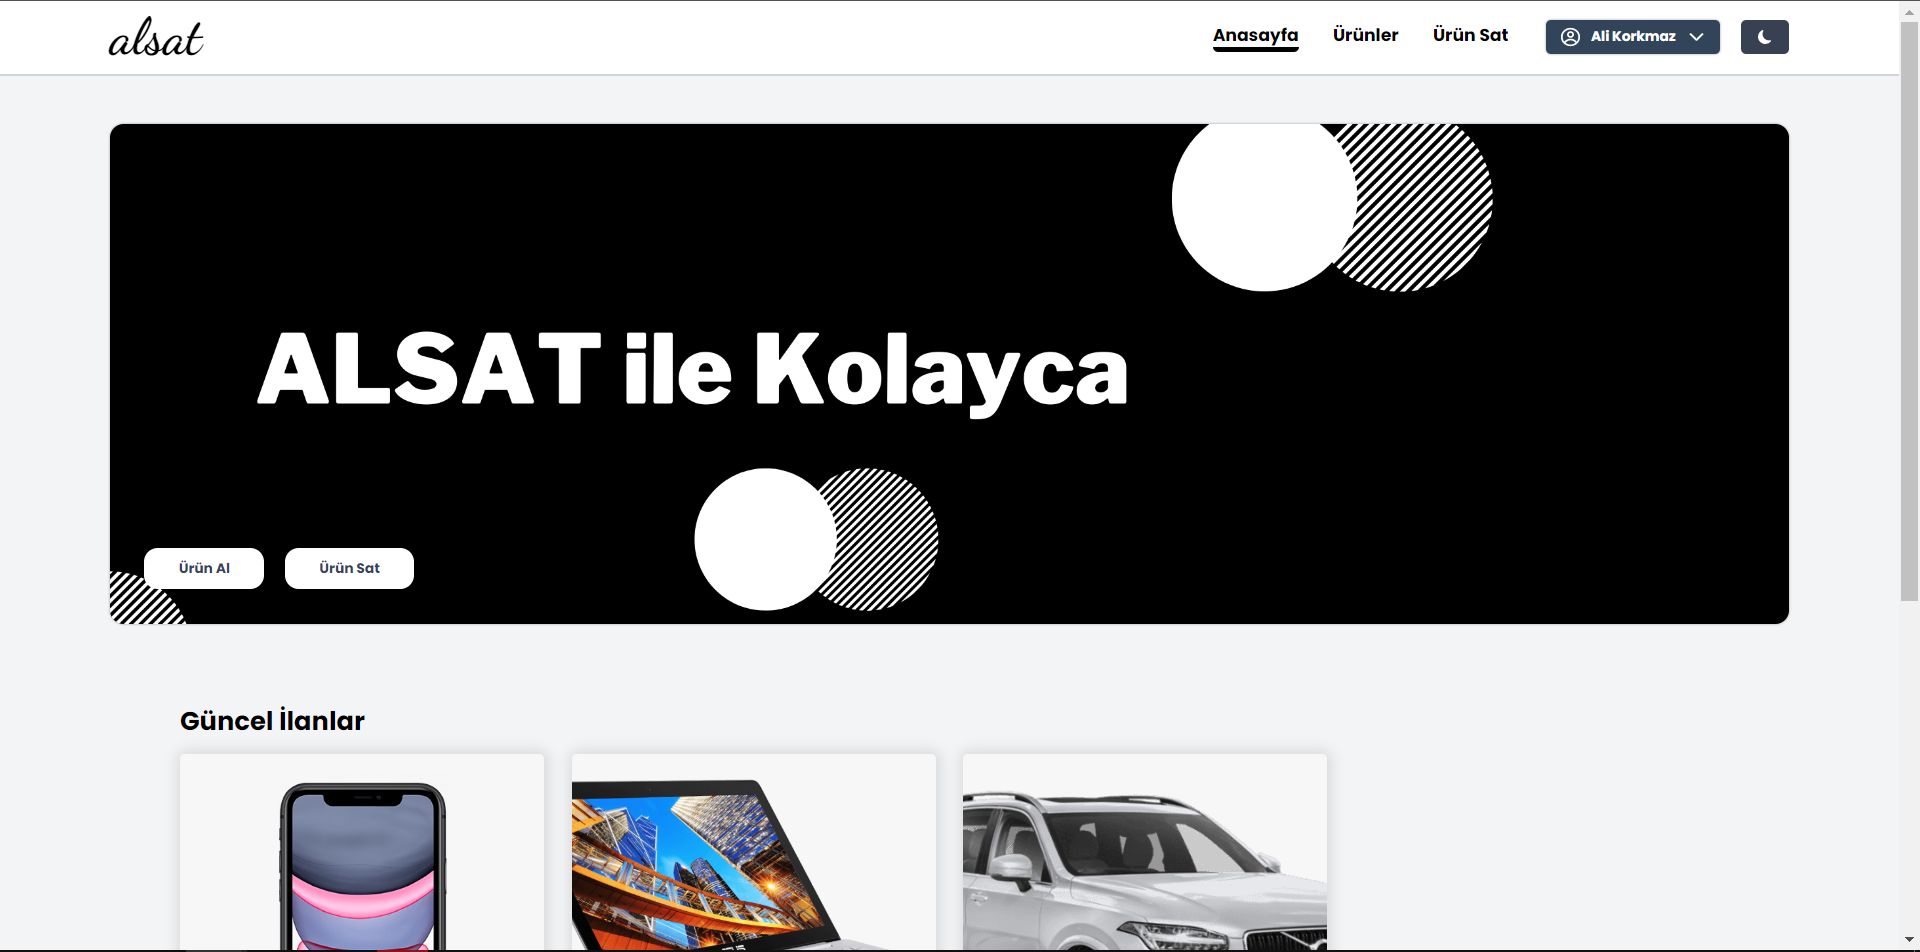 alsat
Anasayfa
Ürünler
Ürün Sat
Ali Korkmaz
ALSAT ile Kolayca
Ürün Al
Ürün Sat
Güncel İlanlar